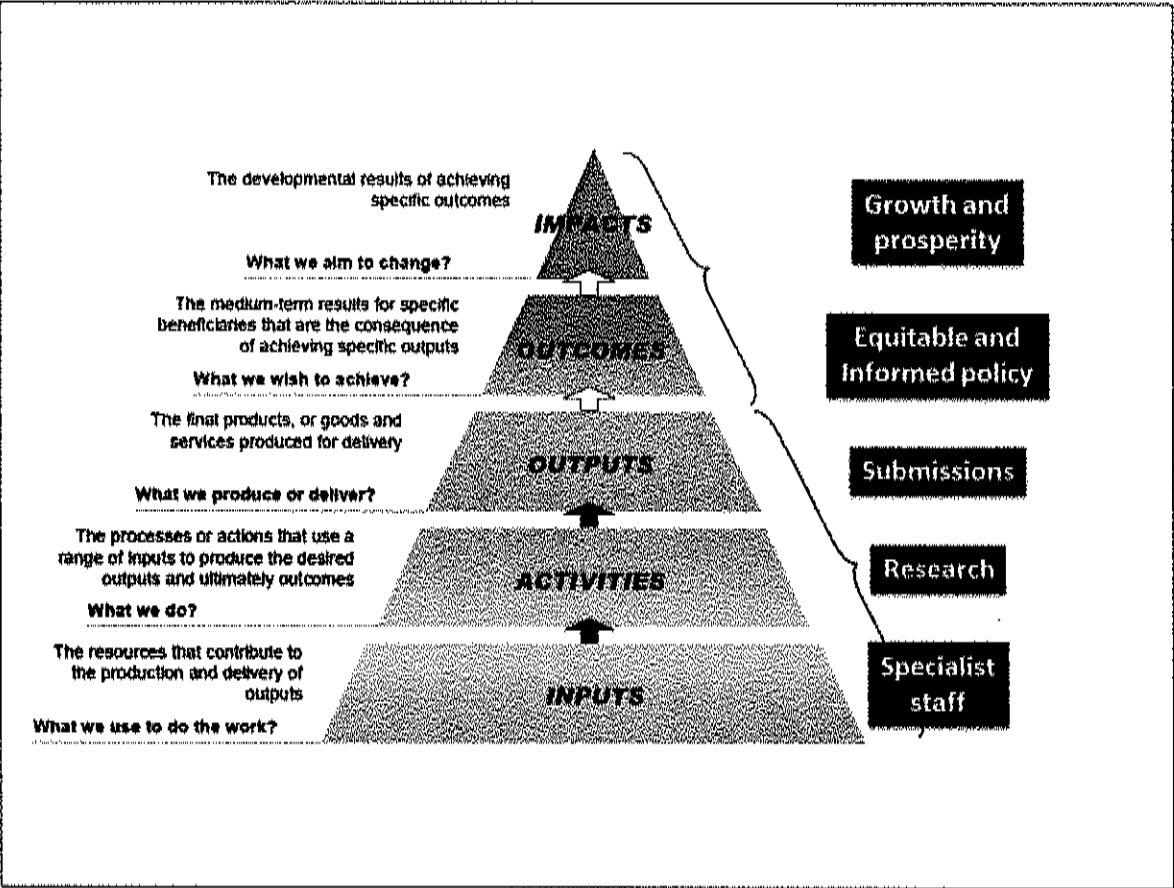 The developmental results of achieving
specific outcomes
IMPACTS
Growth and
prosperity
What we aim to change?
The medium-term results for specific
beneficiaries that are the consequence
of achieving specific outputs
OUTCOMES
Equitable and
Informed policy
What we wish to achieve?
The final products, or goods and
services produced for delivery
OUTPUTS
Submissions
What we produce or deliver?
The processes or actions that use a
range of inputs to produce the desired
outputs and ultimately outcomes
ACTIVITIES
Research
What we do?
The resources that contribute to
the production and delivery of
outputs
INPUTS
Specialist
staff
What we use to do the work?